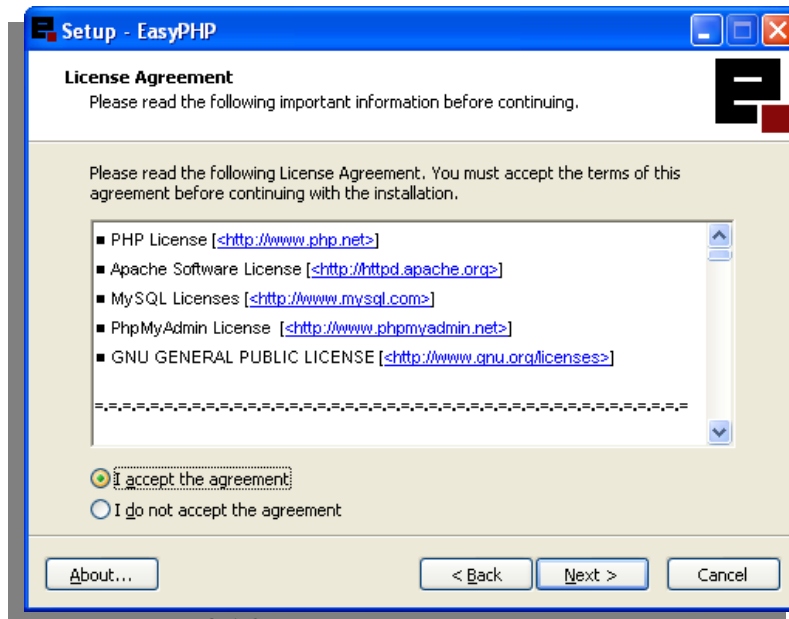 Setup - EasyPHP
License Agreement
Please read the following important information before continuing.
Please read the following License Agreement. You must accept the terms of this
agreement before continuing with the installation.
■ PHP License [<http://www.php.net>]
■ Apache Software License [<http://httpd.apache.org>]
■ MySQL Licenses [<http://www.mysql.com>]
■ PhpMyAdmin License [<http://www.phpmyadmin.net>]
■ GNU GENERAL PUBLIC LICENSE [<http://www.gnu.org/licenses>]
=.=.=.=.=.=.=.=.=.=.=.=.=.=.=.=.=.=.=.=.=.=.=.=.=.=.=.=.=.=.=.=.=.=.=.=.=.=.=.=.=.=.=
I accept the agreement
I do not accept the agreement
About...
< Back
Next >
Cancel